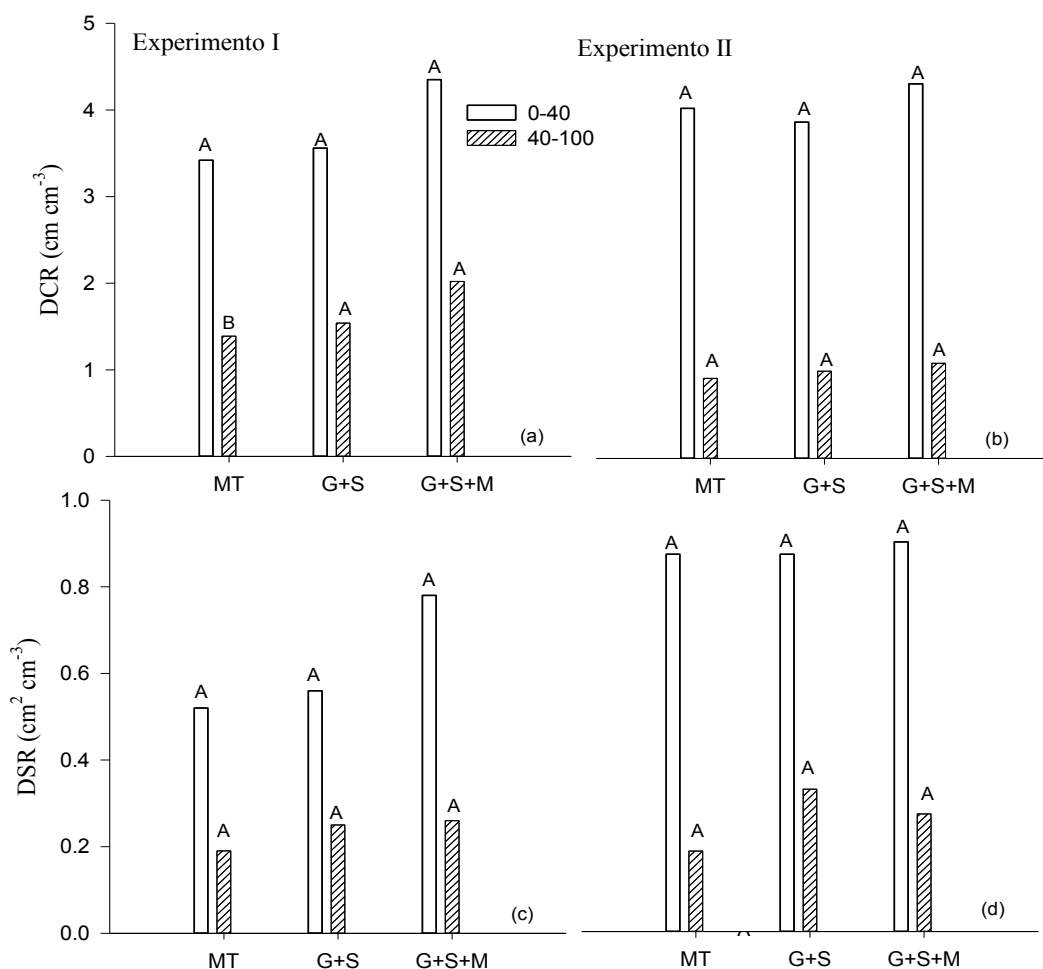 Experimento I
Experimento II
0-40
40-100
DCR (cm cm⁻³)
5
4
3
2
1
0
A
A
A
B
A
A
(a)
MT
G+S
G+S+M
A
A
A
A
A
A
(b)
MT
G+S
G+S+M
DSR (cm² cm⁻³)
1.0
0.8
0.6
0.4
0.2
0.0
A
A
A
A
A
A
(c)
MT
G+S
G+S+M
A
A
A
A
A
A
(d)
MT
G+S
G+S+M